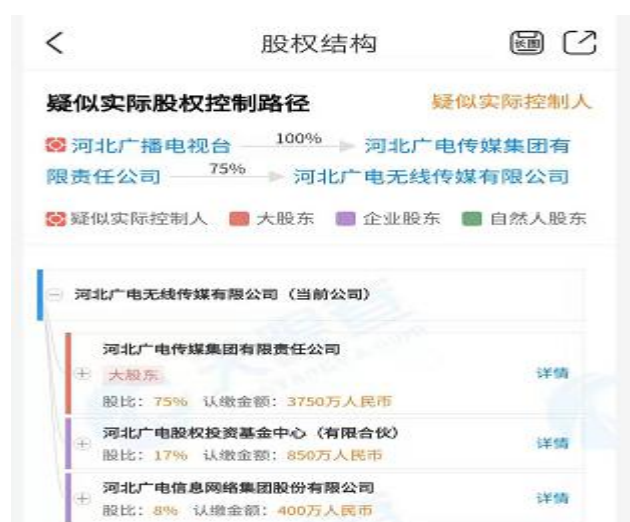 股权结构
长图
疑似实际股权控制路径
疑似实际控制人
河北广播电视台 100% 河北广电传媒集团有
限责任公司 75% 河北广电无线传媒有限公司
疑似实际控制人 大股东 企业股东 自然人股东
河北广电无线传媒有限公司（当前公司）
河北广电传媒集团有限责任公司
大股东
详情
股比：75% 认缴金额：3750万人民币
河北广电股权投资基金中心（有限合伙）
详情
股比：17% 认缴金额：850万人民币
河北广电信息网络集团股份有限公司
详情
股比：8% 认缴金额：400万人民币